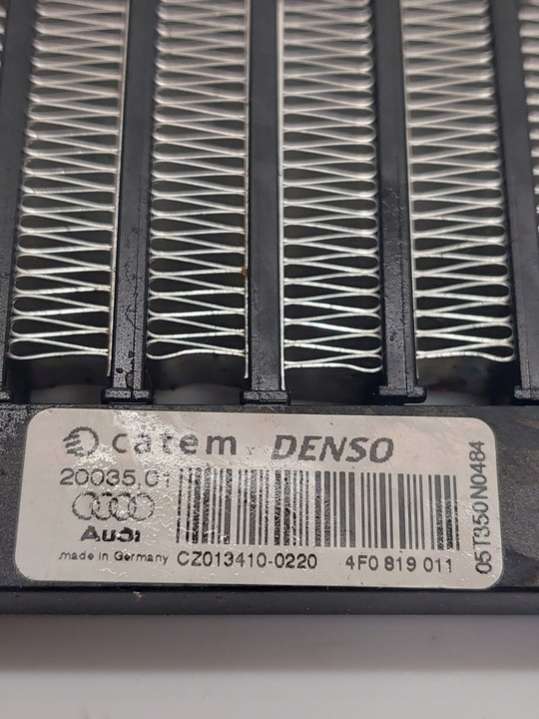 catem DENSO
20035.01
Audi
made in Germany CZ013410-0220 4F0 819 011
05T350N0484